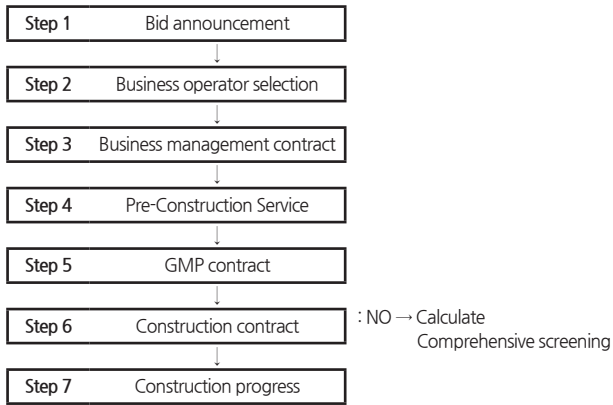 Step 1 Bid announcement
↓
Step 2 Business operator selection
↓
Step 3 Business management contract
↓
Step 4 Pre-Construction Service
↓
Step 5 GMP contract
↓
Step 6 Construction contract : NO → Calculate
Comprehensive screening
↓
Step 7 Construction progress